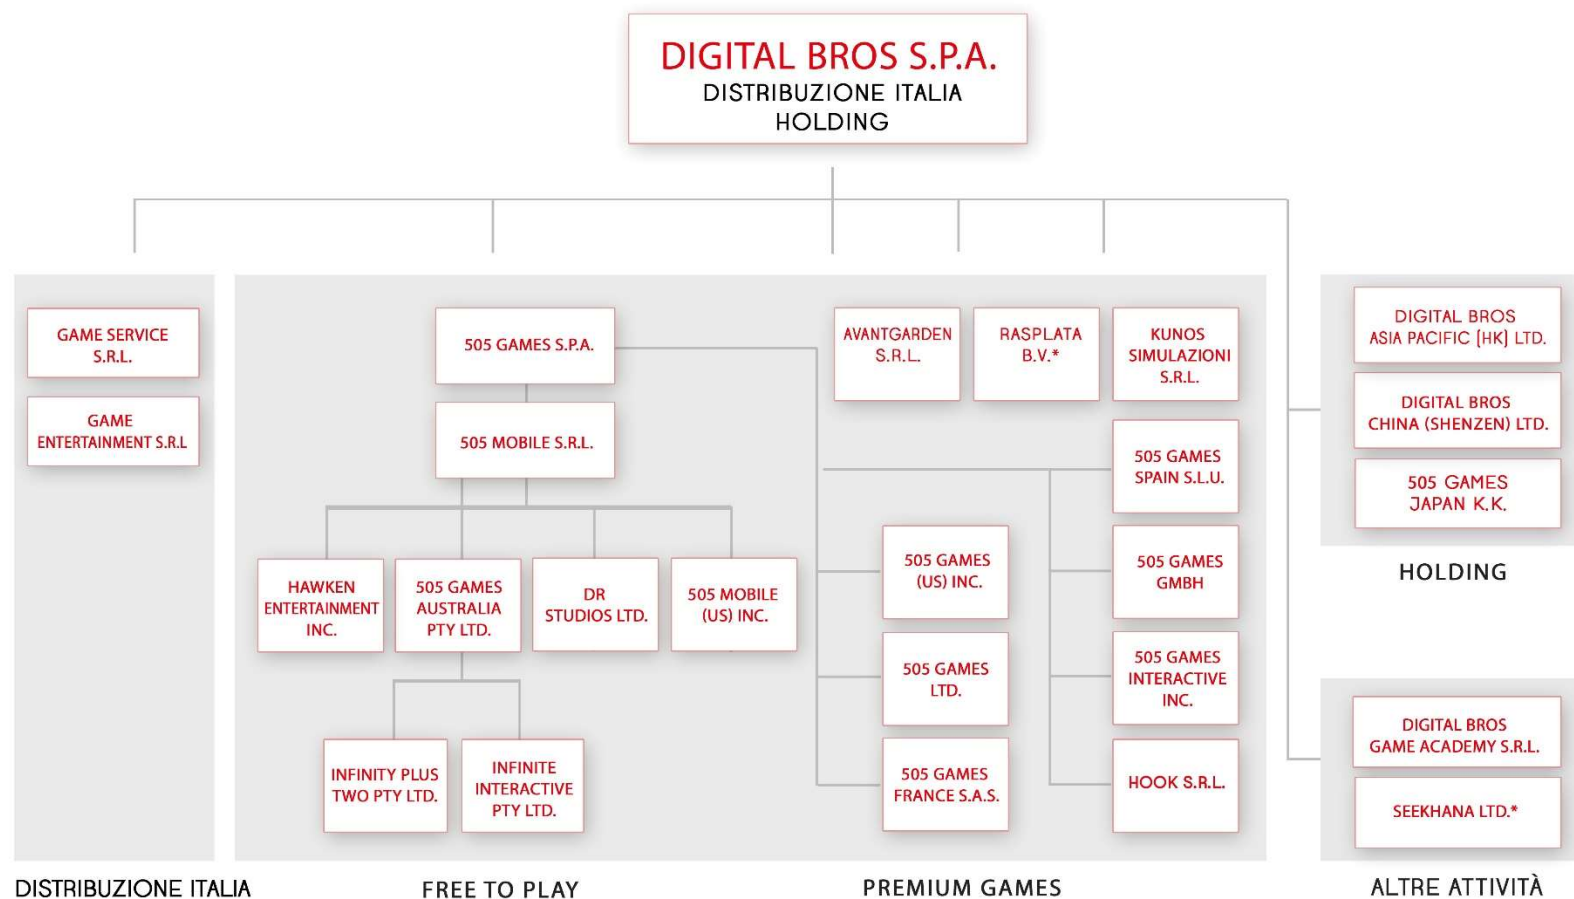 DIGITAL BROS S.P.A.
DISTRIBUZIONE ITALIA
HOLDING
GAME SERVICE
S.R.L.
GAME
ENTERTAINMENT S.R.L
DISTRIBUZIONE ITALIA
505 GAMES S.P.A.
505 MOBILE S.R.L.
HAWKEN
ENTERTAINMENT
INC.
505 GAMES
AUSTRALIA
PTY LTD.
DR
STUDIOS LTD.
505 MOBILE
(US) INC.
INFINITY PLUS
TWO PTY LTD.
INFINITE
INTERACTIVE
PTY LTD.
FREE TO PLAY
AVANTGARDEN
S.R.L.
RASPLATA
B.V.*
KUNOS
SIMULAZIONI
S.R.L.
505 GAMES
(US) INC.
505 GAMES
LTD.
505 GAMES
FRANCE S.A.S.
505 GAMES
SPAIN S.L.U.
505 GAMES
GMBH
505 GAMES
INTERACTIVE
INC.
HOOK S.R.L.
PREMIUM GAMES
DIGITAL BROS
ASIA PACIFIC (HK) LTD.
DIGITAL BROS
CHINA (SHENZEN) LTD.
505 GAMES
JAPAN K.K.
HOLDING
DIGITAL BROS
GAME ACADEMY S.R.L.
SEEKHANA LTD.*
ALTRE ATTIVITÀ